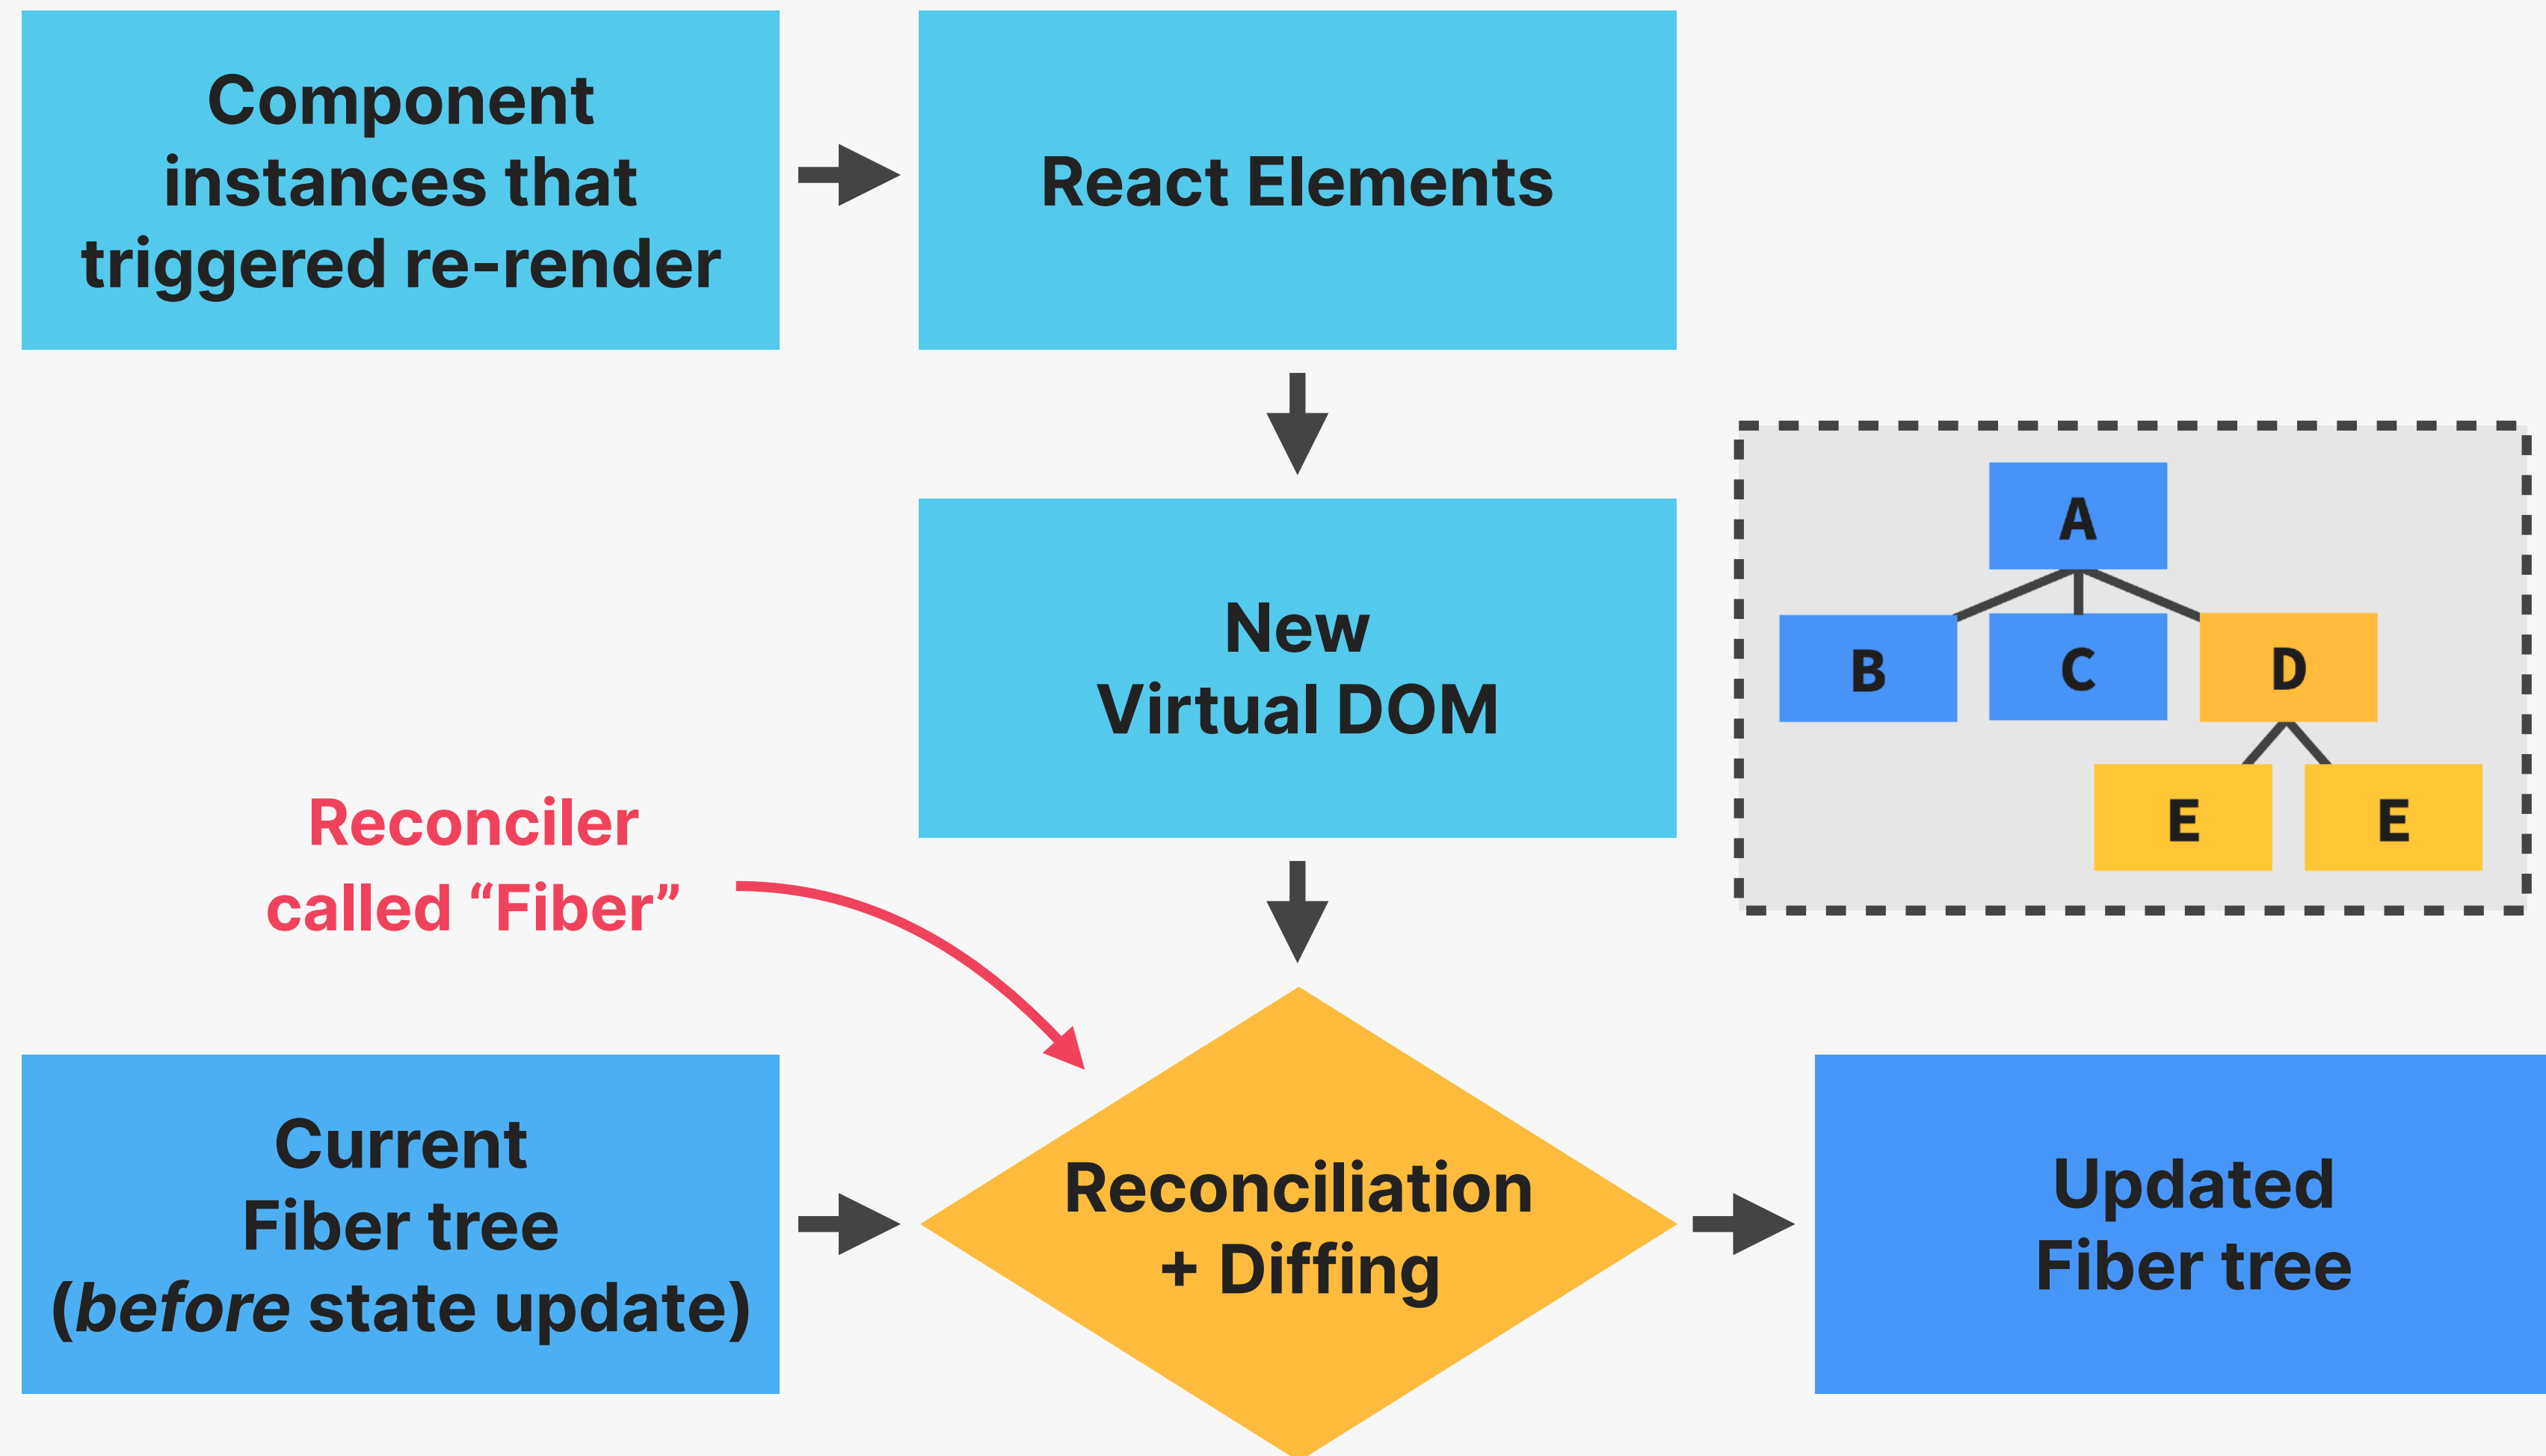 Component
instances that
triggered re-render
React Elements
New
Virtual DOM
A
B
C
D
E
E
Reconciler
called “Fiber”
Current
Fiber tree
(before state update)
Reconciliation
+ Diffing
Updated
Fiber tree